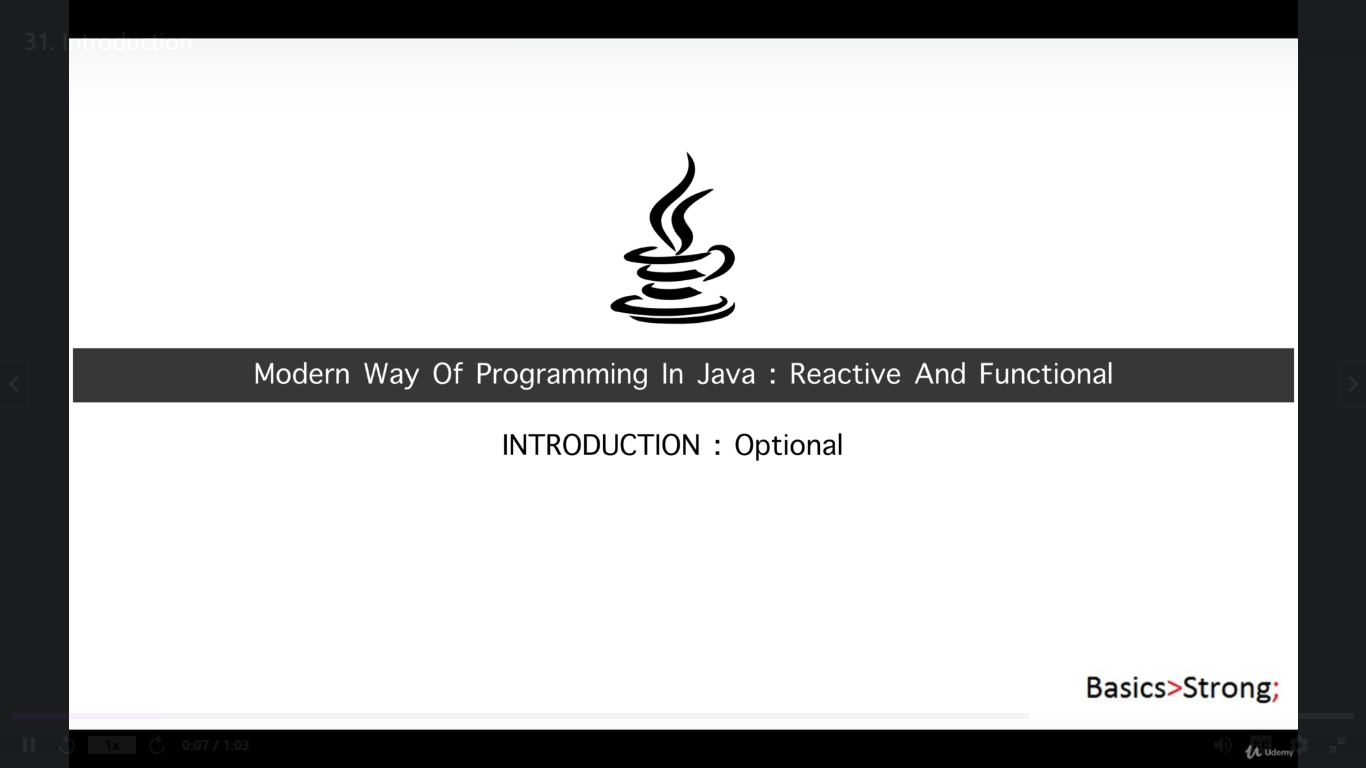 31. Introduction
Modern Way Of Programming In Java : Reactive And Functional
INTRODUCTION : Optional
Basics>Strong;
1x
0:07 / 1:03
Udemy